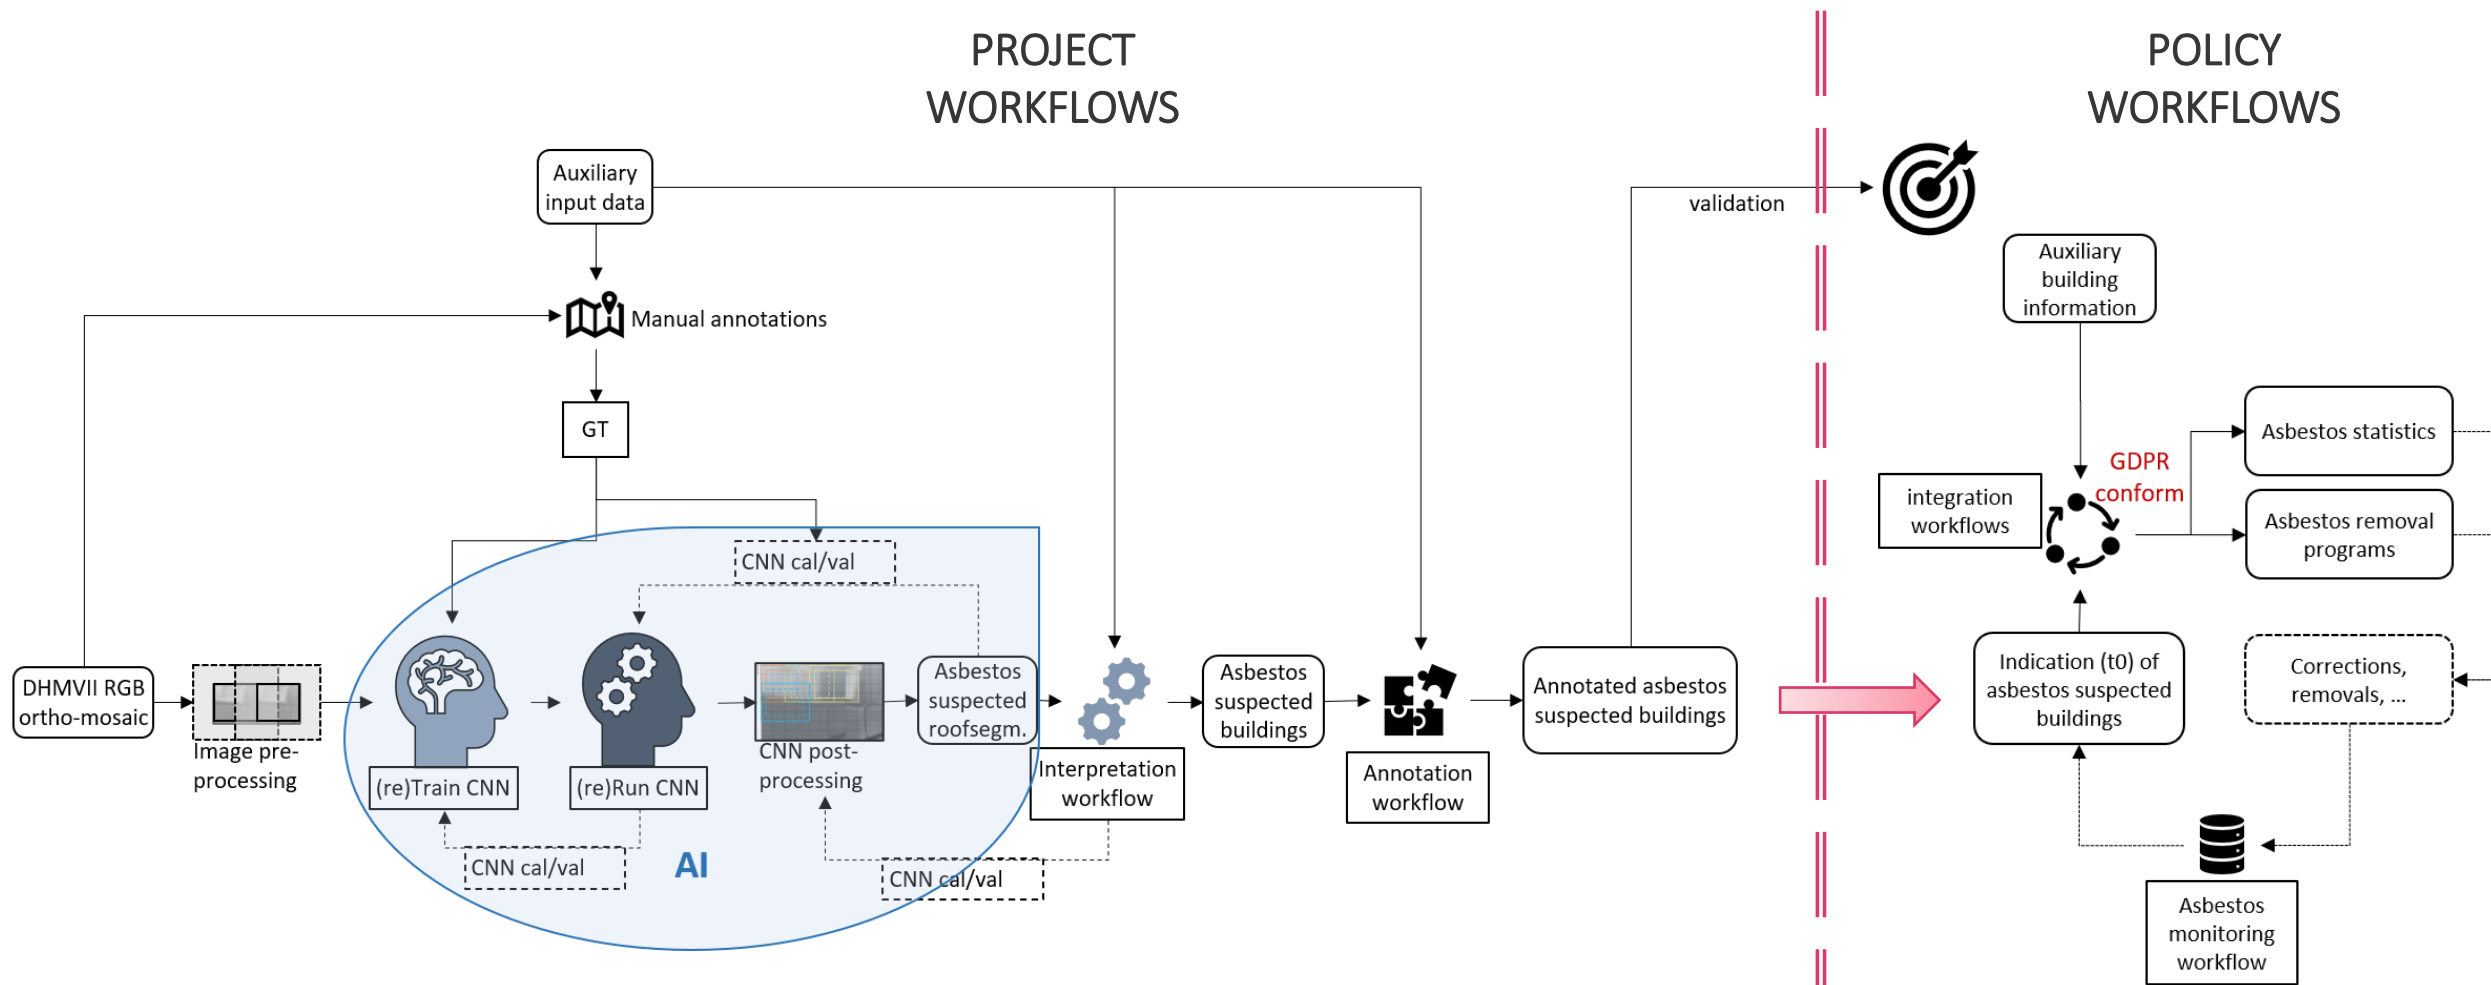 PROJECT
WORKFLOWS
POLICY
WORKFLOWS
Auxiliary
input data
validation
Auxiliary
building
information
Manual annotations
GT
Asbestos statistics
GDPR
conform
integration
workflows
Asbestos removal
programs
CNN cal/val
DHMVII RGB
ortho-mosaic
Image pre-
processing
(re)Train CNN
(re)Run CNN
CNN post-
processing
Asbestos
suspected
roofsegm.
Interpretation
workflow
Asbestos
suspected
buildings
Annotation
workflow
Annotated asbestos
suspected buildings
Indication (t0) of
asbestos suspected
buildings
Corrections,
removals, ...
CNN cal/val
AI
CNN cal/val
Asbestos
monitoring
workflow